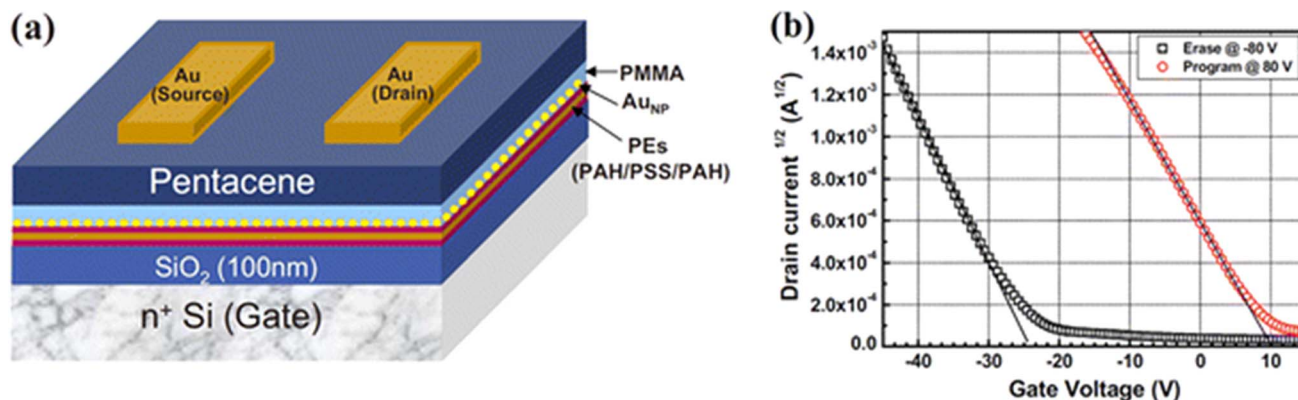 (a)
Au
(Source)
Au
(Drain)
PMMA
Au_NP
PEs
(PAH/PSS/PAH)
Pentacene
SiO₂ (100nm)
n⁺ Si (Gate)
(b)
Drain current ^1/2 (A^1/2)
1.4x10⁻³
1.2x10⁻³
1.0x10⁻³
8.0x10⁻⁴
6.0x10⁻⁴
4.0x10⁻⁴
2.0x10⁻⁴
0.0
Erase @ -80 V
Program @ 80 V
-40 -30 -20 -10 0 10
Gate Voltage (V)